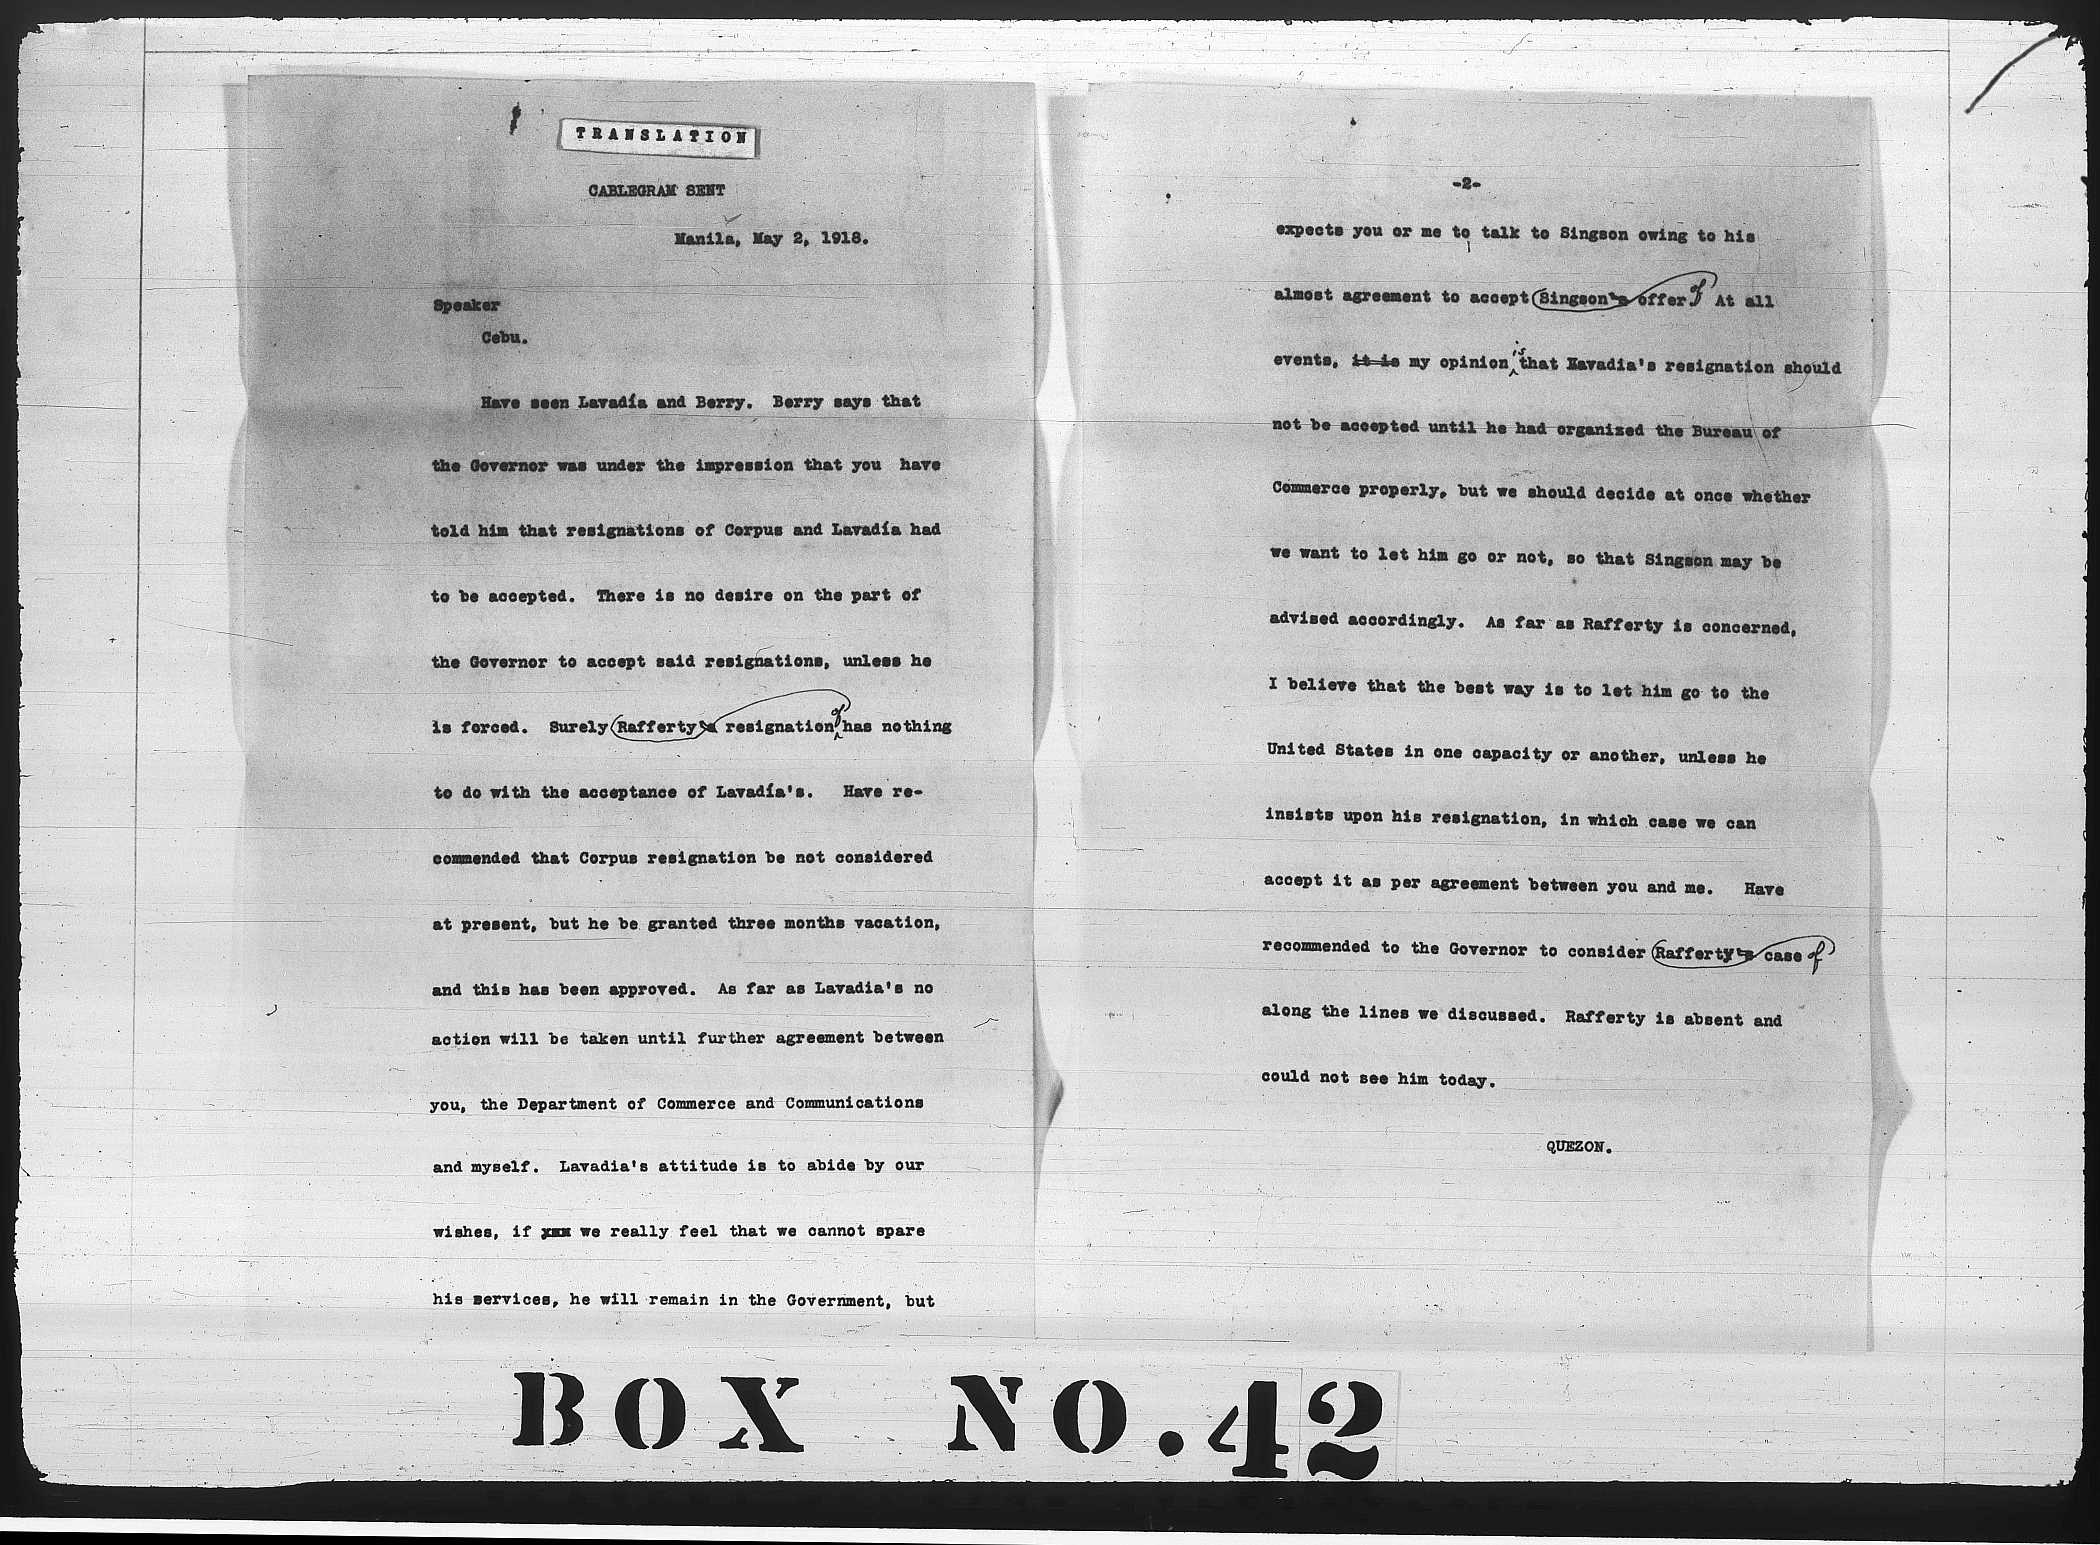 TRANSLATION
CABLEGRAM SENT
Manila, May 2, 1918.
Speaker
Cebu.
Have seen Lavadía and Berry. Berry says that
the Governor was under the impression that you have
told him that resignations of Corpus and Lavadía had
to be accepted. There is no desire on the part of
the Governor to accept said resignations, unless he
is forced. Surely Rafferty's resignation of has nothing
to do with the acceptance of Lavadía's. Have re-
commended that Corpus resignation be not considered
at present, but he be granted three months vacation,
and this has been approved. As far as Lavadia's no
action will be taken until further agreement between
you, the Department of Commerce and Communications
and myself. Lavadia's attitude is to abide by our
wishes, if xxx we really feel that we cannot spare
his services, he will remain in the Government, but
-2-
expects you or me to talk to Singson owing to his
almost agreement to accept Singson's offer of At all
events, it is my opinion is that Lavadia's resignation should
not be accepted until he had organized the Bureau of
Commerce properly, but we should decide at once whether
we want to let him go or not, so that Singson may be
advised accordingly. As far as Rafferty is concerned,
I believe that the best way is to let him go to the
United States in one capacity or another, unless he
insists upon his resignation, in which case we can
accept it as per agreement between you and me. Have
recommended to the Governor to consider Rafferty's case of
along the lines we discussed. Rafferty is absent and
could not see him today.
QUEZON.
BOX NO. 42